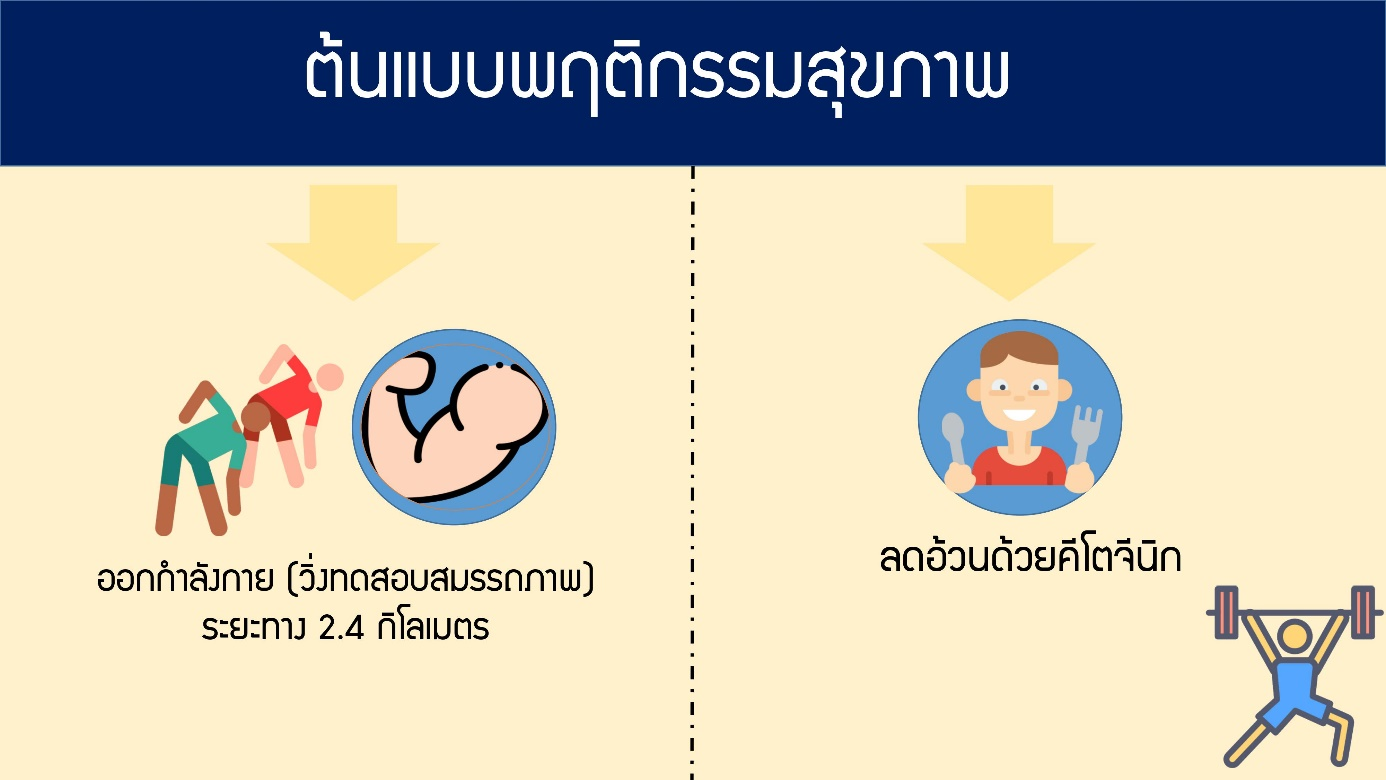 ต้นแบบพฤติกรรมสุขภาพ
ออกกำลังกาย (วิ่งทดสอบสมรรถภาพ)
ระยะทาง 2.4 กิโลเมตร
ลดอ้วนด้วยคีโตจีนิก